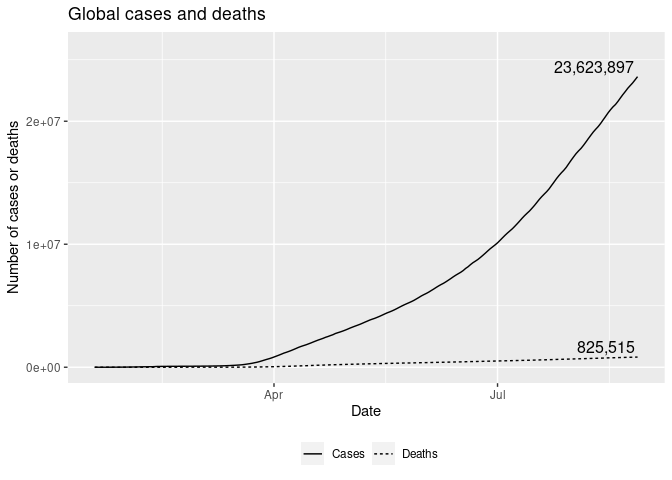 Global cases and deaths
23,623,897
2e+07
1e+07
825,515
0e+00
Number of cases or deaths
Apr Jul
Date
Cases Deaths